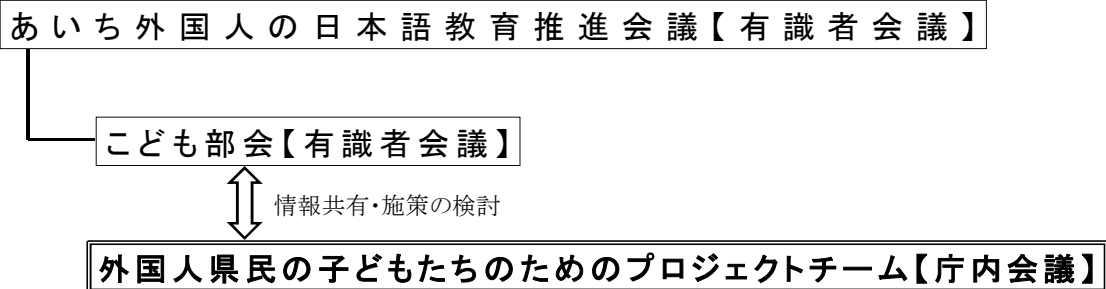 あいち外国人の日本語教育推進会議【有識者会議】
こども部会【有識者会議】
情報共有・施策の検討
外国人県民の子どもたちのためのプロジェクトチーム【庁内会議】